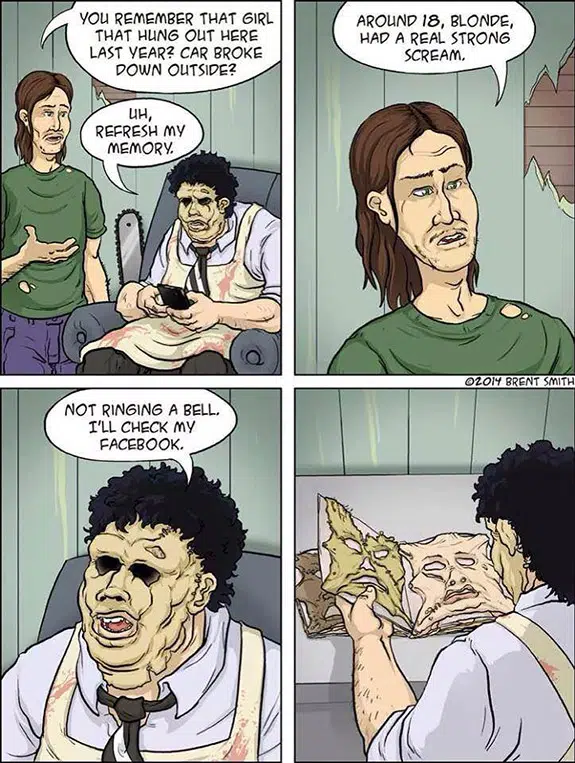 YOU REMEMBER THAT GIRL
THAT HUNG OUT HERE
LAST YEAR? CAR BROKE
DOWN OUTSIDE?
UH,
REFRESH MY
MEMORY.
AROUND 18, BLONDE,
HAD A REAL STRONG
SCREAM.
©2014 BRENT SMITH
NOT RINGING A BELL.
I'LL CHECK MY
FACEBOOK.